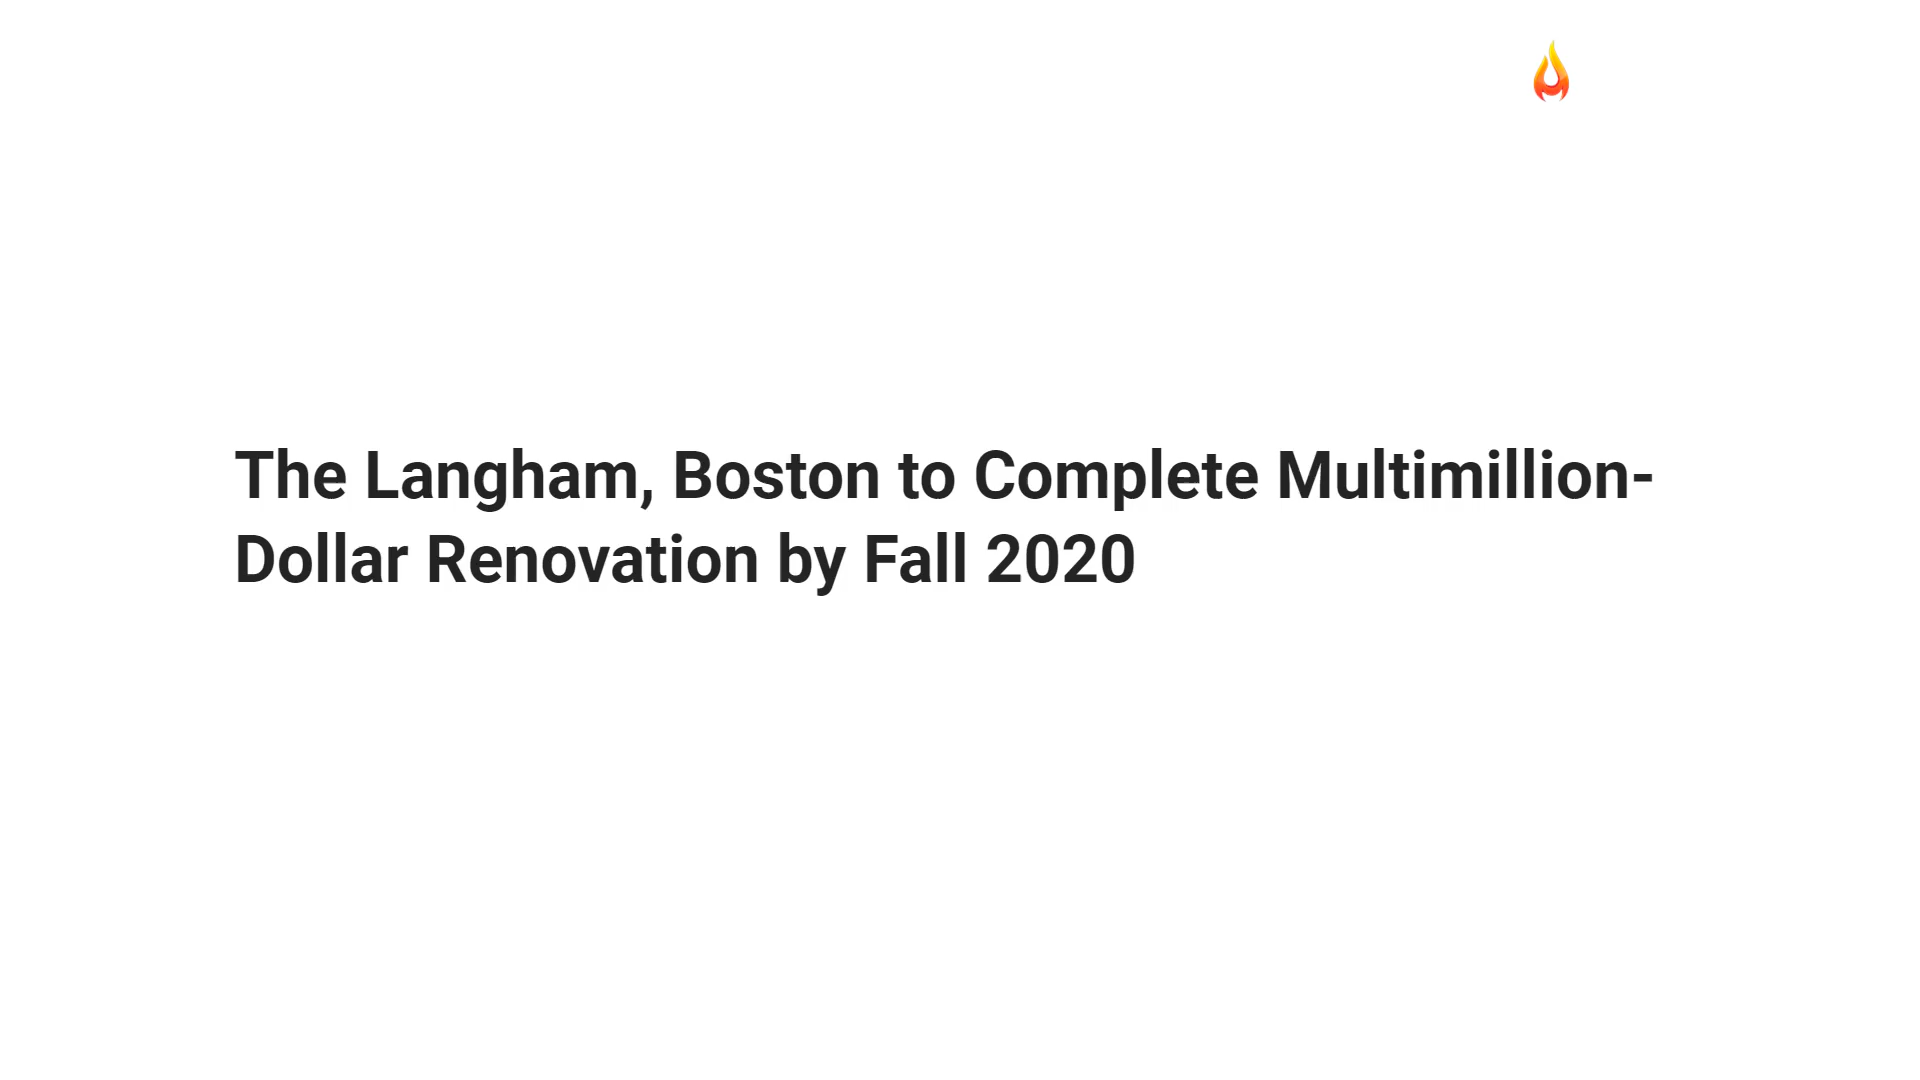 The Langham, Boston to Complete Multimillion-
Dollar Renovation by Fall 2020